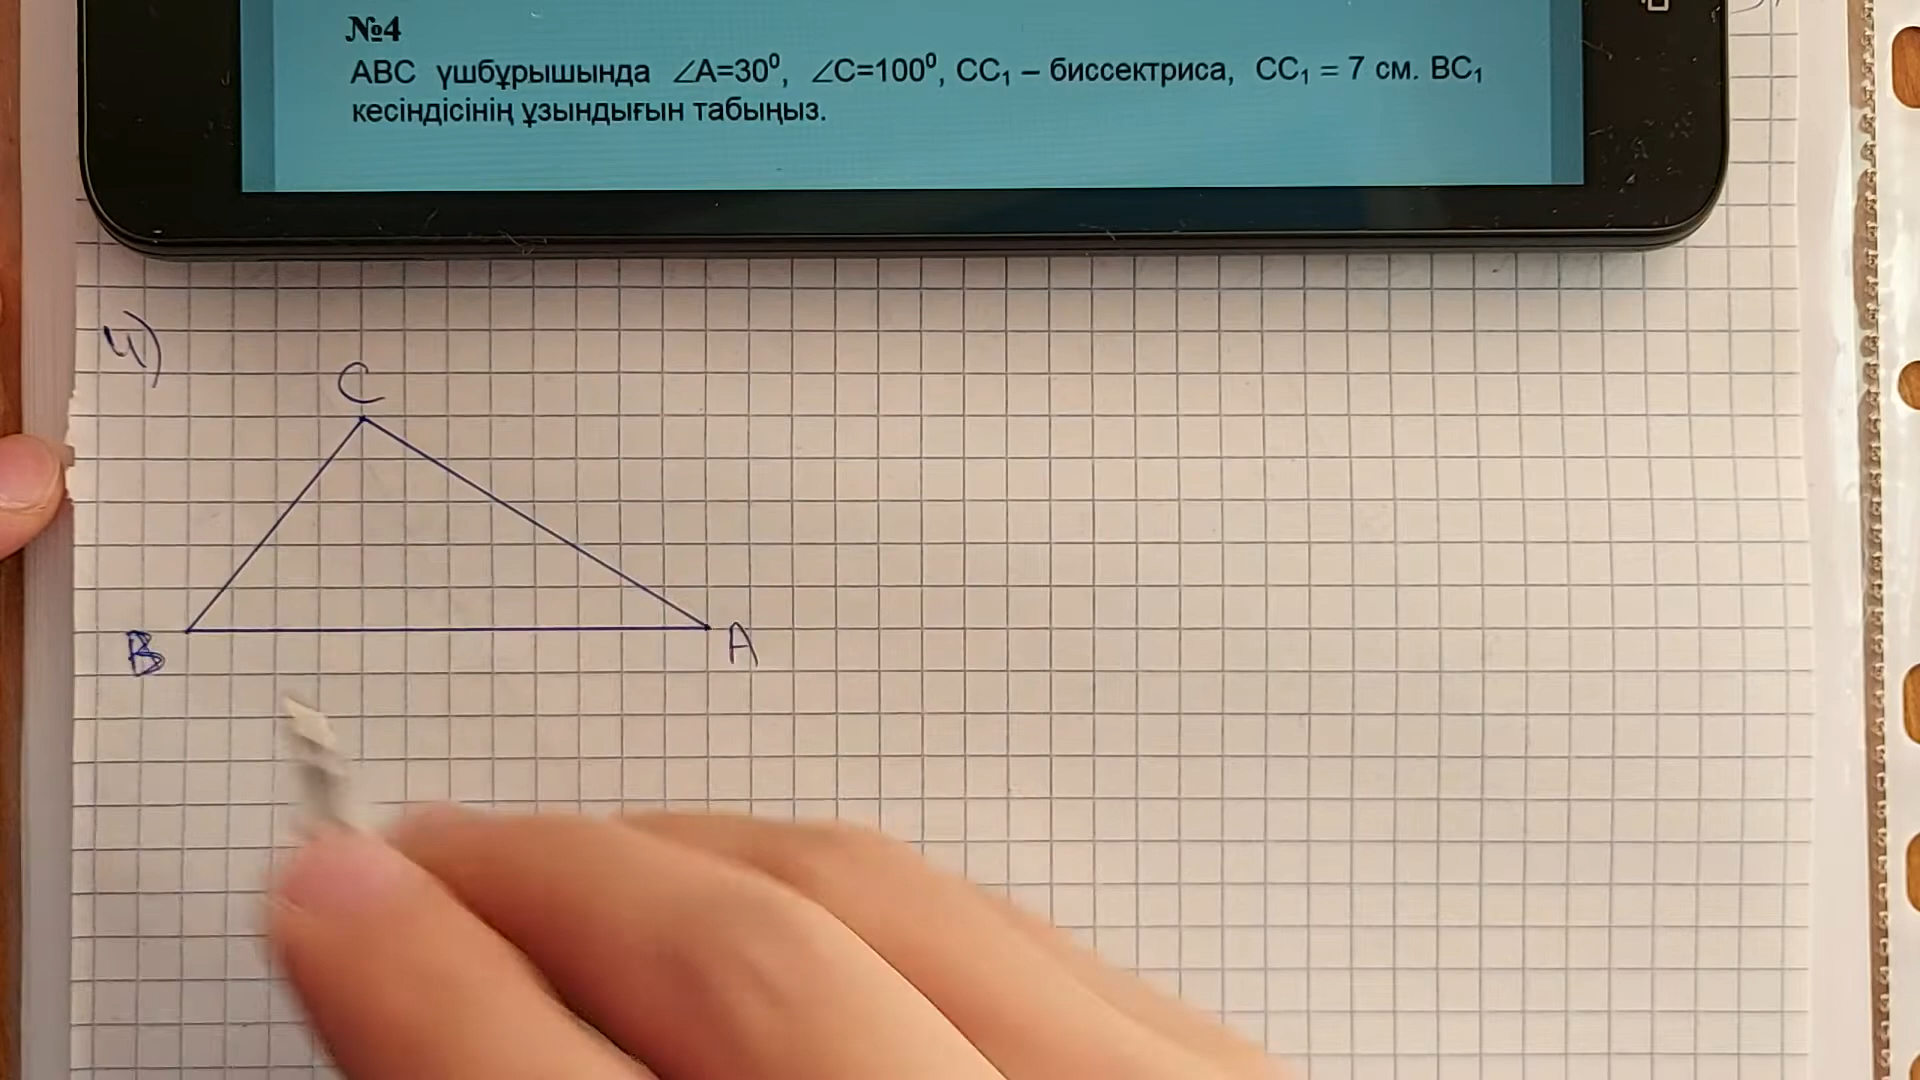 №4
ABC үшбұрышында ∠A=30⁰, ∠C=100⁰, CC₁ – биссектриса, CC₁ = 7 см. BC₁
кесіндісінің ұзындығын табыңыз.
4)
C
B
A